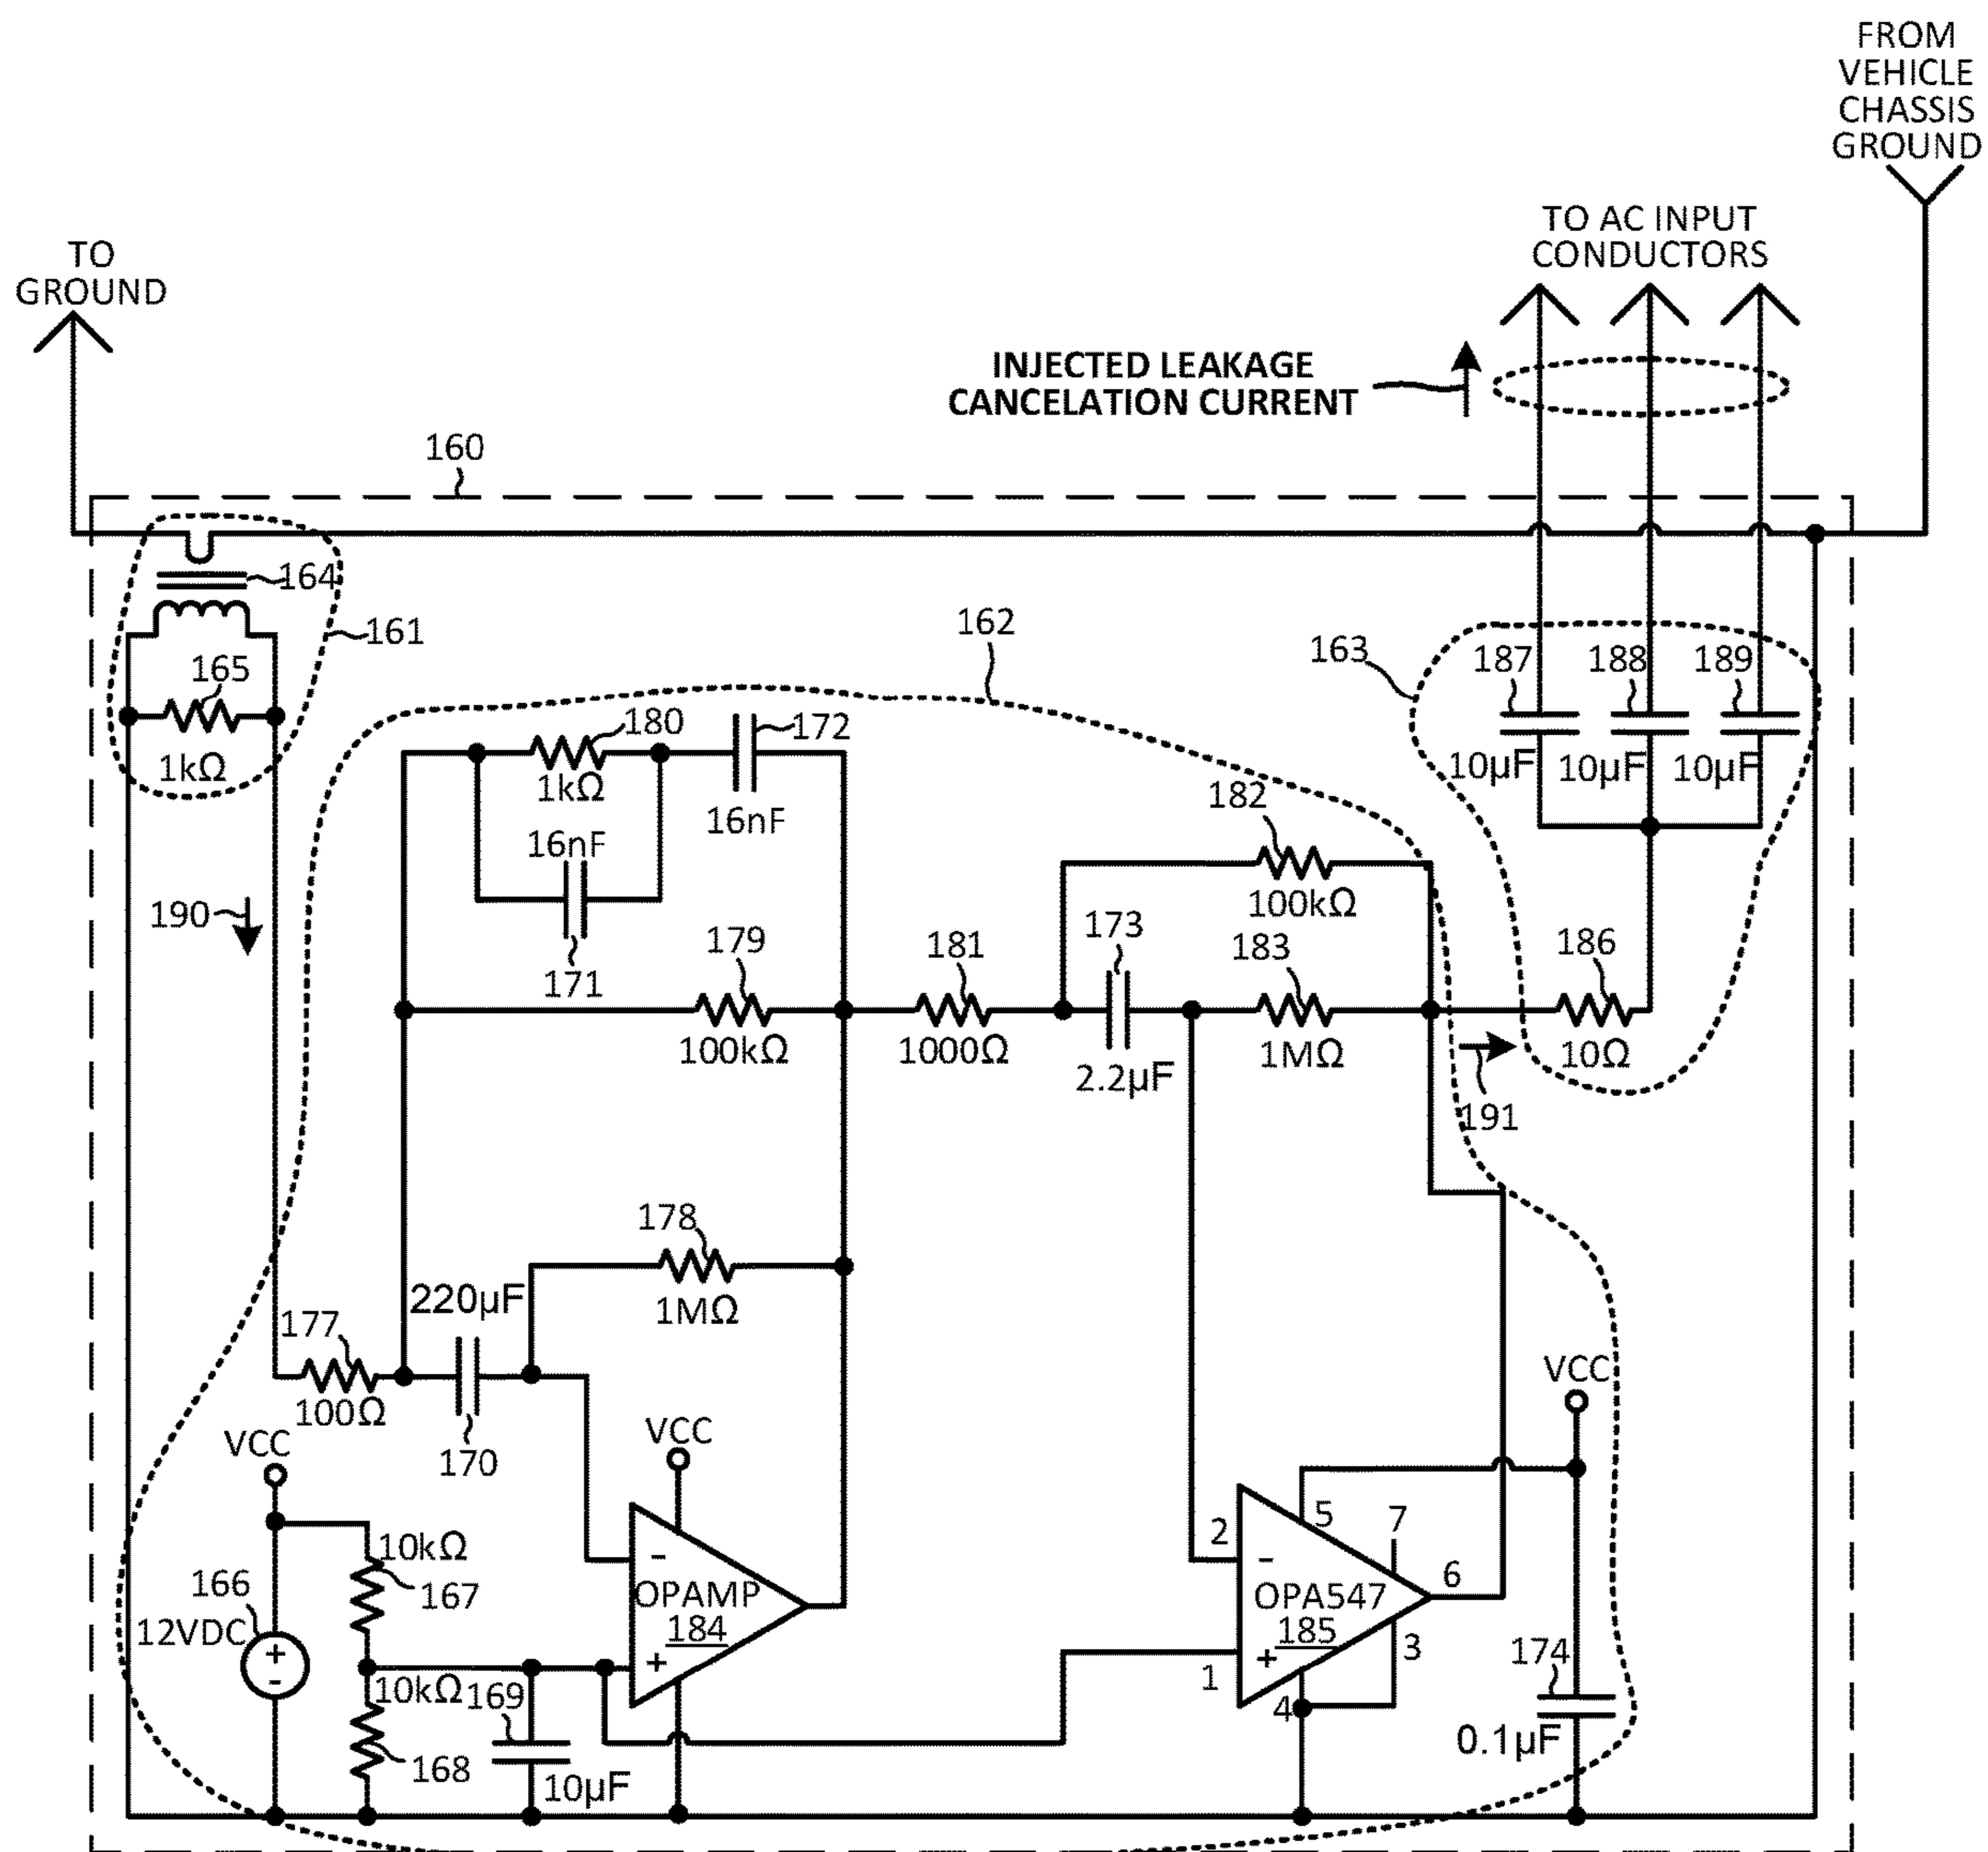 FROM
VEHICLE
CHASSIS
GROUND
TO AC INPUT
CONDUCTORS
TO
GROUND
INJECTED LEAKAGE
CANCELATION CURRENT
160
164
161
162
163
187
188
189
165
1kΩ
180
172
1kΩ
16nF
16nF
171
10µF
10µF
10µF
182
100kΩ
190
179
100kΩ
181
1000Ω
173
2.2µF
183
1MΩ
186
10Ω
191
178
1MΩ
220µF
177
100Ω
170
VCC
VCC
VCC
10kΩ
167
166
12VDC
+
-
10kΩ
168
169
10µF
-
OPAMP
184
+
2
-
5
7
OPA547
185
6
+
1
4
3
174
0.1µF